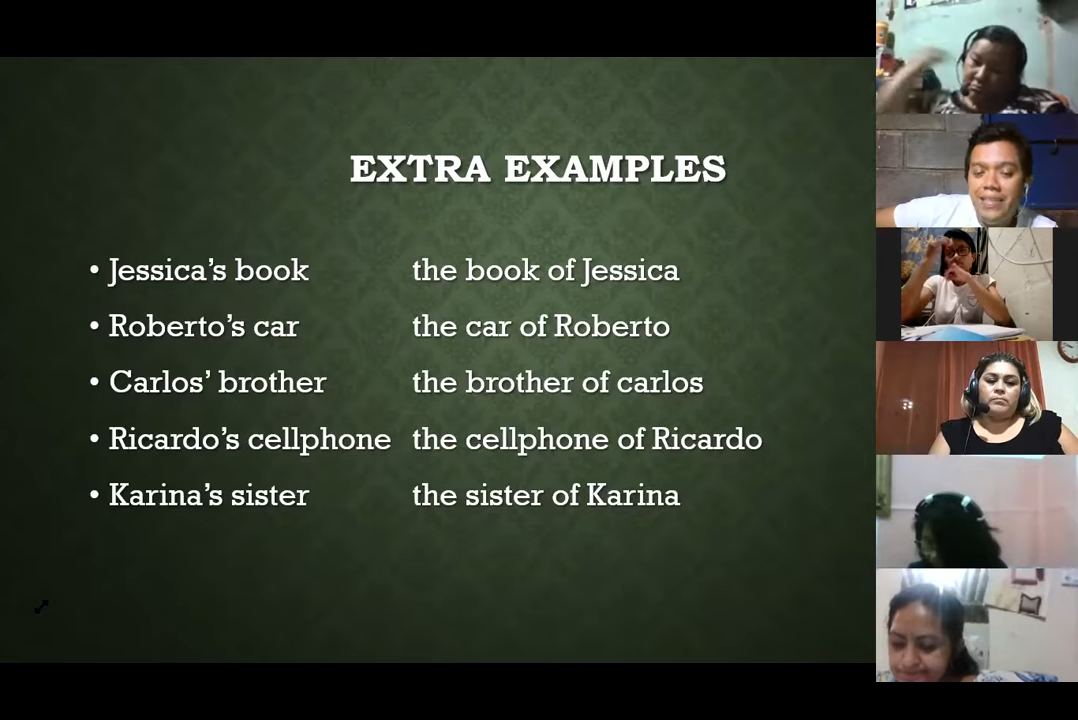 EXTRA EXAMPLES
• Jessica’s book the book of Jessica
• Roberto’s car the car of Roberto
• Carlos’ brother the brother of carlos
• Ricardo’s cellphone the cellphone of Ricardo
• Karina’s sister the sister of Karina